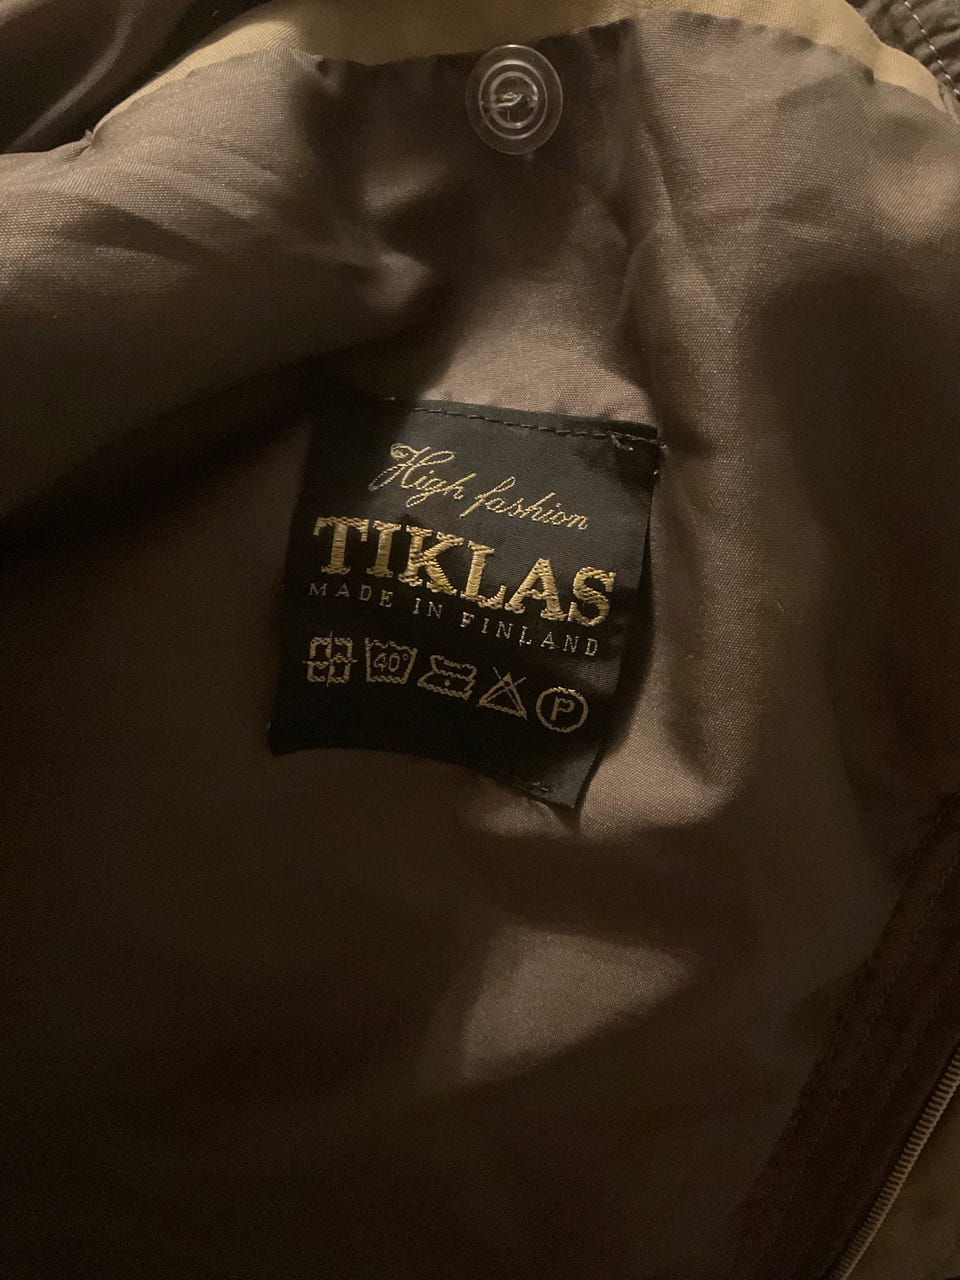 High fashion
TIKLAS
MADE IN FINLAND
40°
P